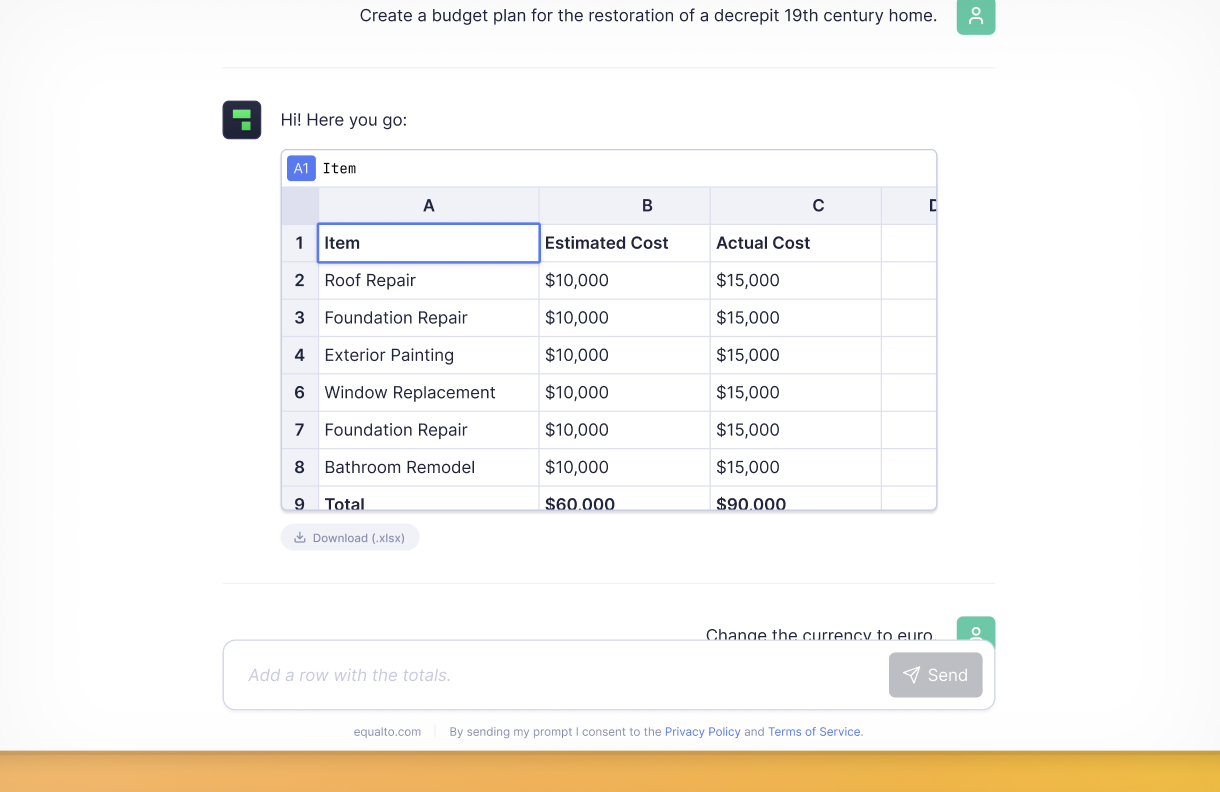 Create a budget plan for the restoration of a decrepit 19th century home.
Hi! Here you go:
A1 Item
A B C D
1 Item Estimated Cost Actual Cost
2 Roof Repair $10,000 $15,000
3 Foundation Repair $10,000 $15,000
4 Exterior Painting $10,000 $15,000
6 Window Replacement $10,000 $15,000
7 Foundation Repair $10,000 $15,000
8 Bathroom Remodel $10,000 $15,000
9 Total $60,000 $90,000
Download (.xlsx)
Change the currency to euro.
Add a row with the totals.
Send
equalto.com By sending my prompt I consent to the Privacy Policy and Terms of Service.